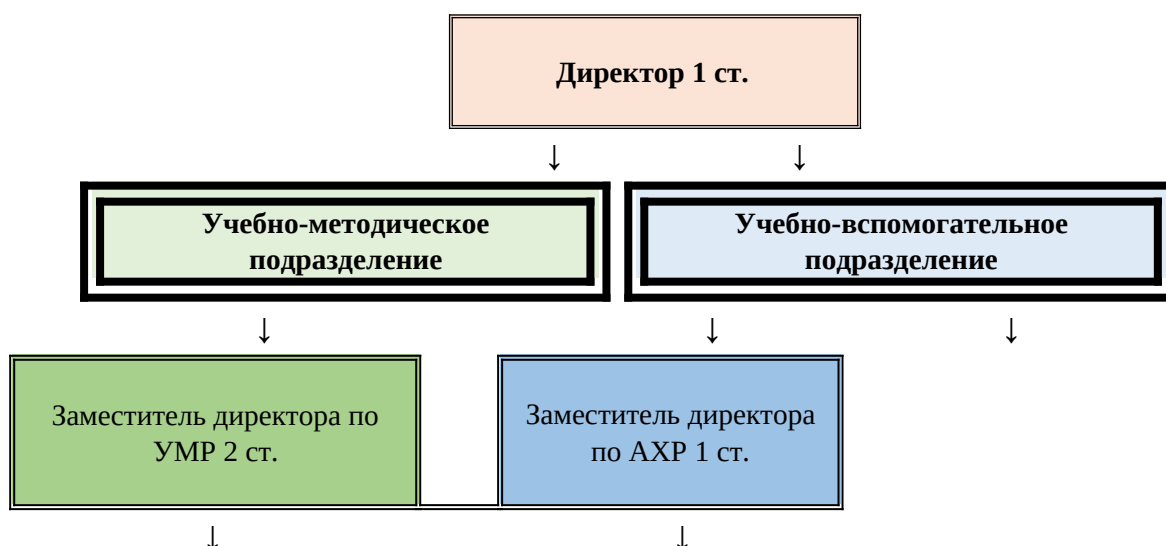 Директор 1 ст.
↓ ↓
Учебно-методическое
подразделение
Учебно-вспомогательное
подразделение
↓ ↓ ↓
Заместитель директора по
УМР 2 ст.
Заместитель директора
по АХР 1 ст.
↓ ↓